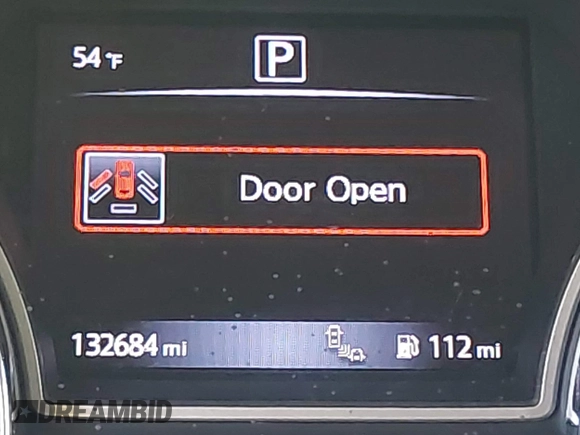 54 °F P
Door Open
132684 mi 112 mi
DREAMBID